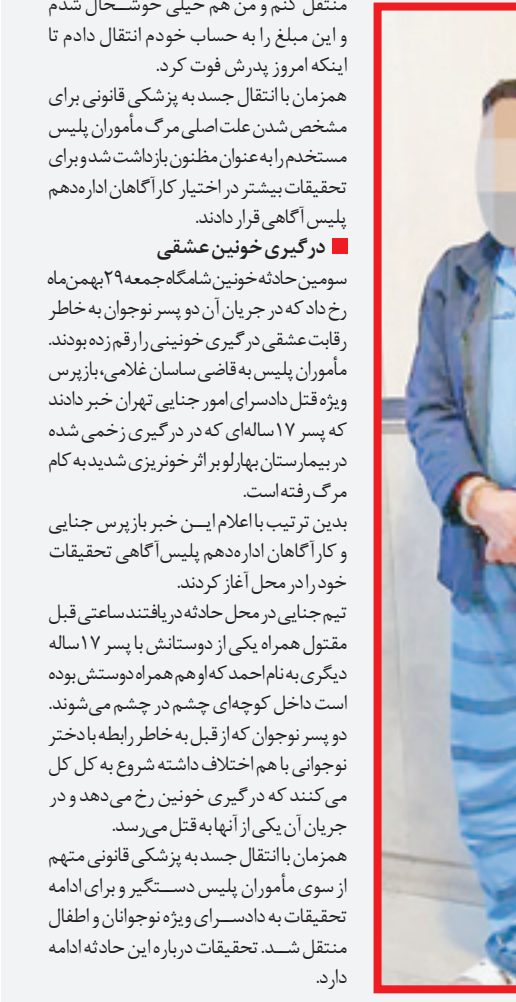 منتقل کنم و من هم خیلی خوشــحال شدم
و این مبلغ را به حساب خودم انتقال دادم تا
اینکه امروز پدرش فوت کرد.
همزمان با انتقال جسد به پزشکی قانونی برای
مشخص شدن علت اصلی مرگ مأموران پلیس
مستخدم را به عنوان مظنون بازداشت شد و برای
تحقیقات بیشتر در اختیار کارآگاهان اداره دهم
پلیس آگاهی قرار دادند.
درگیری خونین عشقی
سومین حادثه خونین شامگاه جمعه ۲۹ بهمن‌ماه
رخ داد که در جریان آن دو پسر نوجوان به خاطر
رقابت عشقی درگیری خونینی را رقم زده بودند.
مأموران پلیس به قاضی ساسان غلامی، بازپرس
ویژه قتل دادسرای امور جنایی تهران خبر دادند
که پسر ۱۷ ساله‌ای که در درگیری زخمی شده
در بیمارستان بهارلو بر اثر خونریزی شدید به کام
مرگ رفته است.
بدین ترتیب با اعلام ایــن خبر بازپرس جنایی
و کارآگاهان اداره دهم پلیس آگاهی تحقیقات
خود را در محل آغاز کردند.
تیم جنایی در محل حادثه دریافتند ساعتی قبل
مقتول همراه یکی از دوستانش با پسر ۱۷ ساله
دیگری به نام احمد که او هم همراه دوستش بوده
است داخل کوچه‌ای چشم در چشم می‌شوند.
دو پسر نوجوان که از قبل به خاطر رابطه با دختر
نوجوانی با هم اختلاف داشته شروع به کل کل
می‌کنند که درگیری خونین رخ می‌دهد و در
جریان آن یکی از آنها به قتل می‌رسد.
همزمان با انتقال جسد به پزشکی قانونی متهم
از سوی مأموران پلیس دســتگیر و برای ادامه
تحقیقات به دادســرای ویژه نوجوانان و اطفال
منتقل شــد. تحقیقات درباره این حادثه ادامه
دارد.